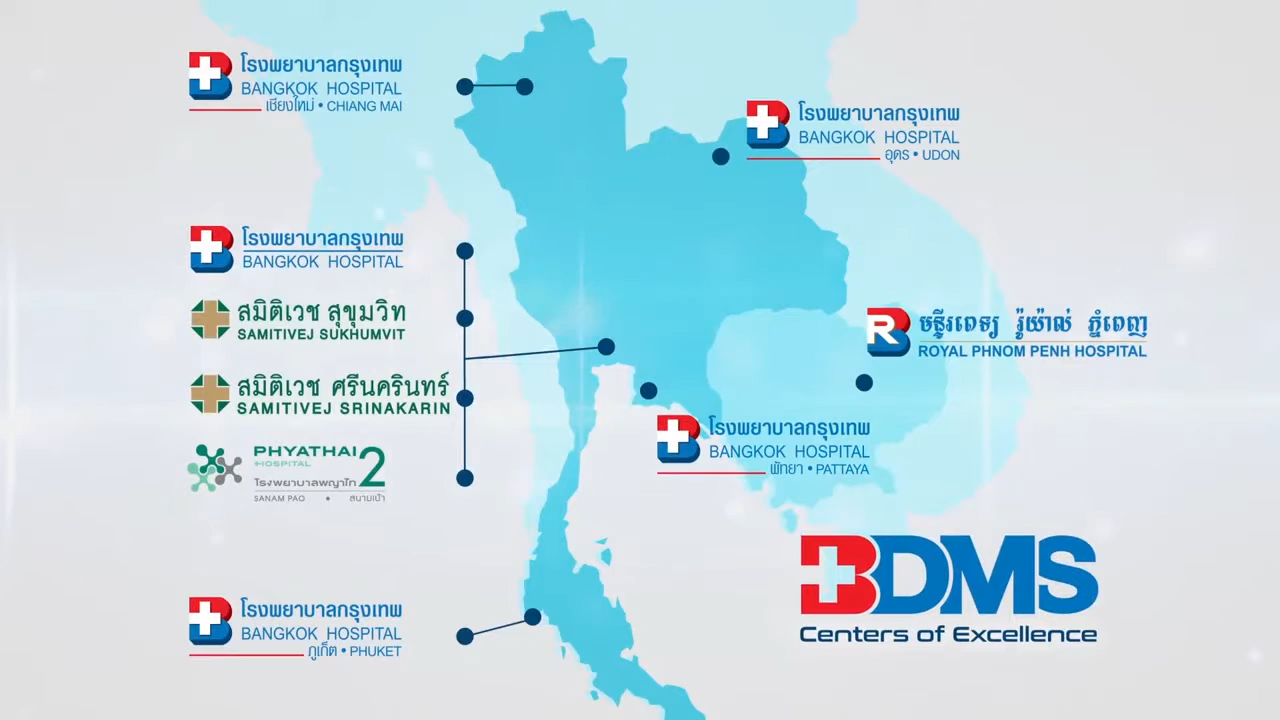 โรงพยาบาลกรุงเทพ
BANGKOK HOSPITAL
เชียงใหม่ • CHIANG MAI
โรงพยาบาลกรุงเทพ
BANGKOK HOSPITAL
อุดร • UDON
โรงพยาบาลกรุงเทพ
BANGKOK HOSPITAL
สมิติเวช สุขุมวิท
SAMITIVEJ SUKHUMVIT
สมิติเวช ศรีนครินทร์
SAMITIVEJ SRINAKARIN
PHYATHAI 2
HOSPITAL
โรงพยาบาลพญาไท
SANAM PAO • สนามเป้า
មន្ទីរពេទ្យ រ៉ូយ៉ាល់ ភ្នំពេញ
ROYAL PHNOM PENH HOSPITAL
โรงพยาบาลกรุงเทพ
BANGKOK HOSPITAL
พัทยา • PATTAYA
โรงพยาบาลกรุงเทพ
BANGKOK HOSPITAL
ภูเก็ต • PHUKET
BDMS
Centers of Excellence